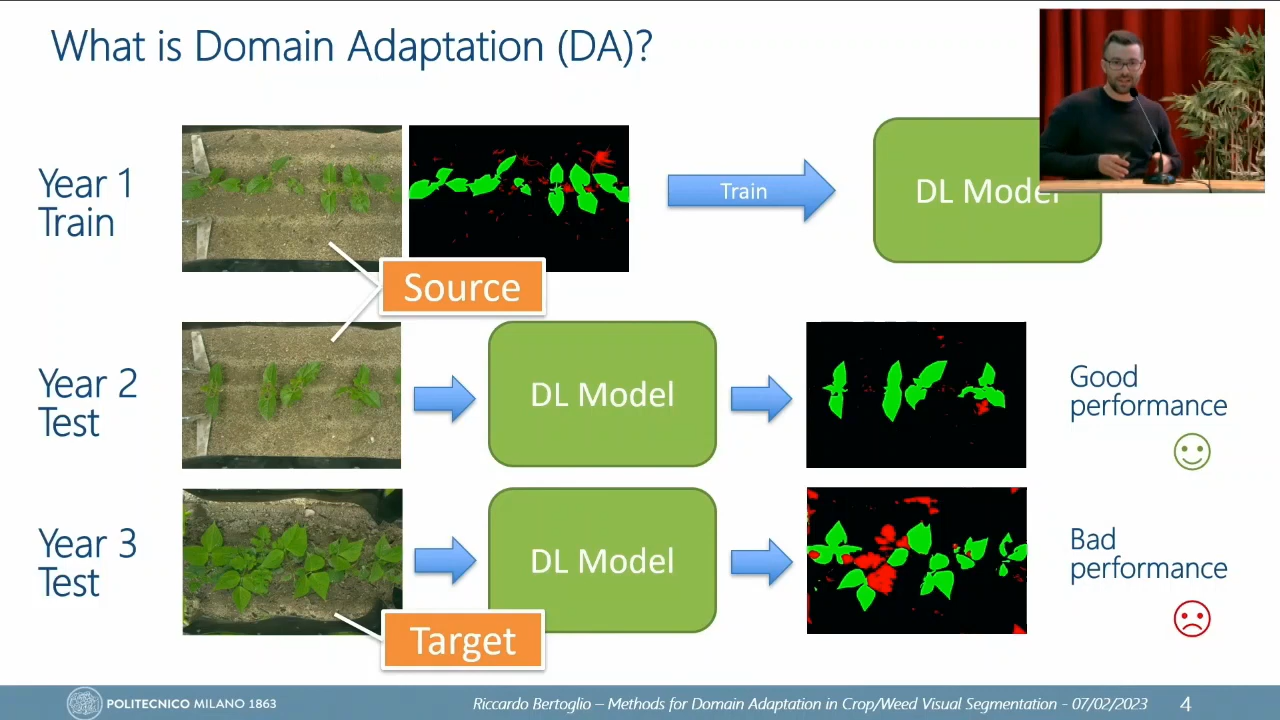 What is Domain Adaptation (DA)?
Year 1
Train
Train
DL Model
Source
Year 2
Test
DL Model
Good
performance
Year 3
Test
DL Model
Bad
performance
Target
POLITECNICO MILANO 1863
Riccardo Bertoglio – Methods for Domain Adaptation in Crop/Weed Visual Segmentation - 07/02/2023
4